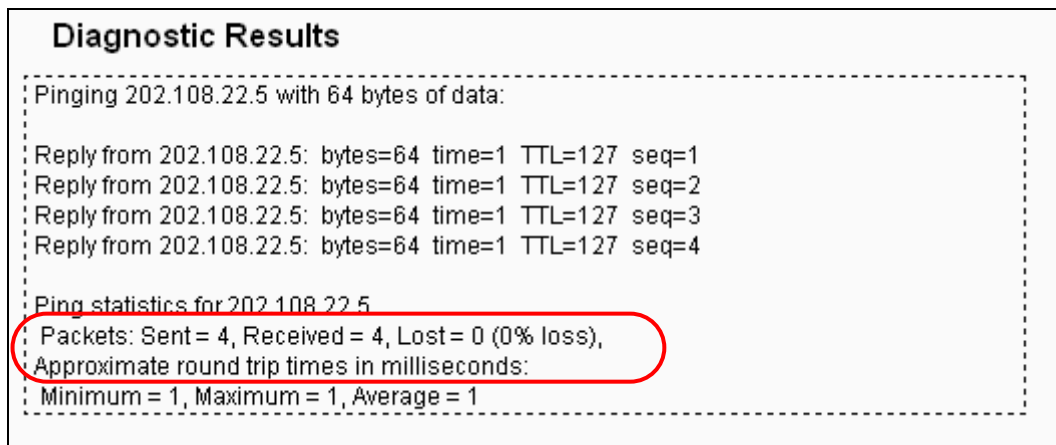 Diagnostic Results
Pinging 202.108.22.5 with 64 bytes of data:
Reply from 202.108.22.5: bytes=64 time=1 TTL=127 seq=1
Reply from 202.108.22.5: bytes=64 time=1 TTL=127 seq=2
Reply from 202.108.22.5: bytes=64 time=1 TTL=127 seq=3
Reply from 202.108.22.5: bytes=64 time=1 TTL=127 seq=4
Ping statistics for 202.108.22.5
Packets: Sent = 4, Received = 4, Lost = 0 (0% loss),
Approximate round trip times in milliseconds:
Minimum = 1, Maximum = 1, Average = 1